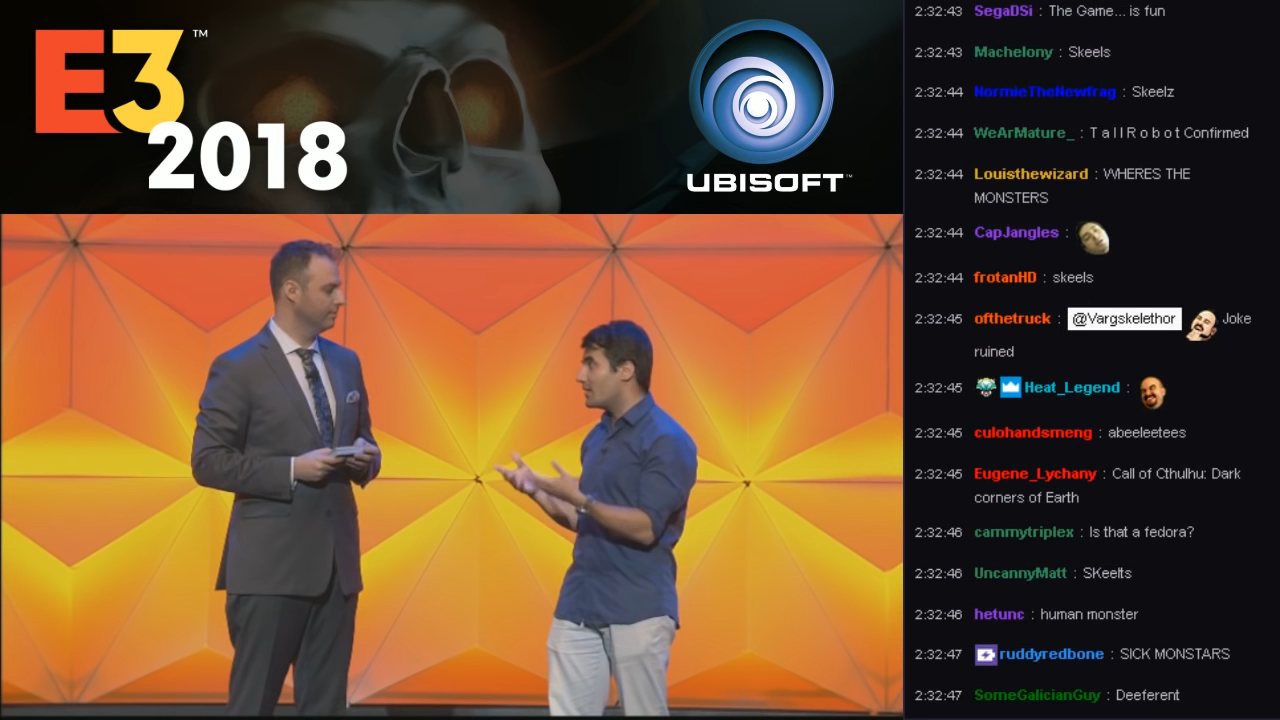 E3™
2018
UBISOFT™
2:32:43 SegaDSi : The Game... is fun
2:32:43 Machelony : Skeels
2:32:44 NormieTheNewfrag : Skeelz
2:32:44 WeArMature_ : T a l l R o b o t Confirmed
2:32:44 Louisthewizard : WHERES THE
MONSTERS
2:32:44 CapJangles :
2:32:44 frotanHD : skeels
2:32:45 ofthetruck : @Vargskelethor Joke
ruined
2:32:45 Heat_Legend :
2:32:45 culohandsmeng : abeeleetees
2:32:45 Eugene_Lychany : Call of Cthulhu: Dark
corners of Earth
2:32:46 cammytriplex : Is that a fedora?
2:32:46 UncannyMatt : SKeelts
2:32:46 hetunc : human monster
2:32:47 ruddyredbone : SICK MONSTARS
2:32:47 SomeGalicianGuy : Deeferent